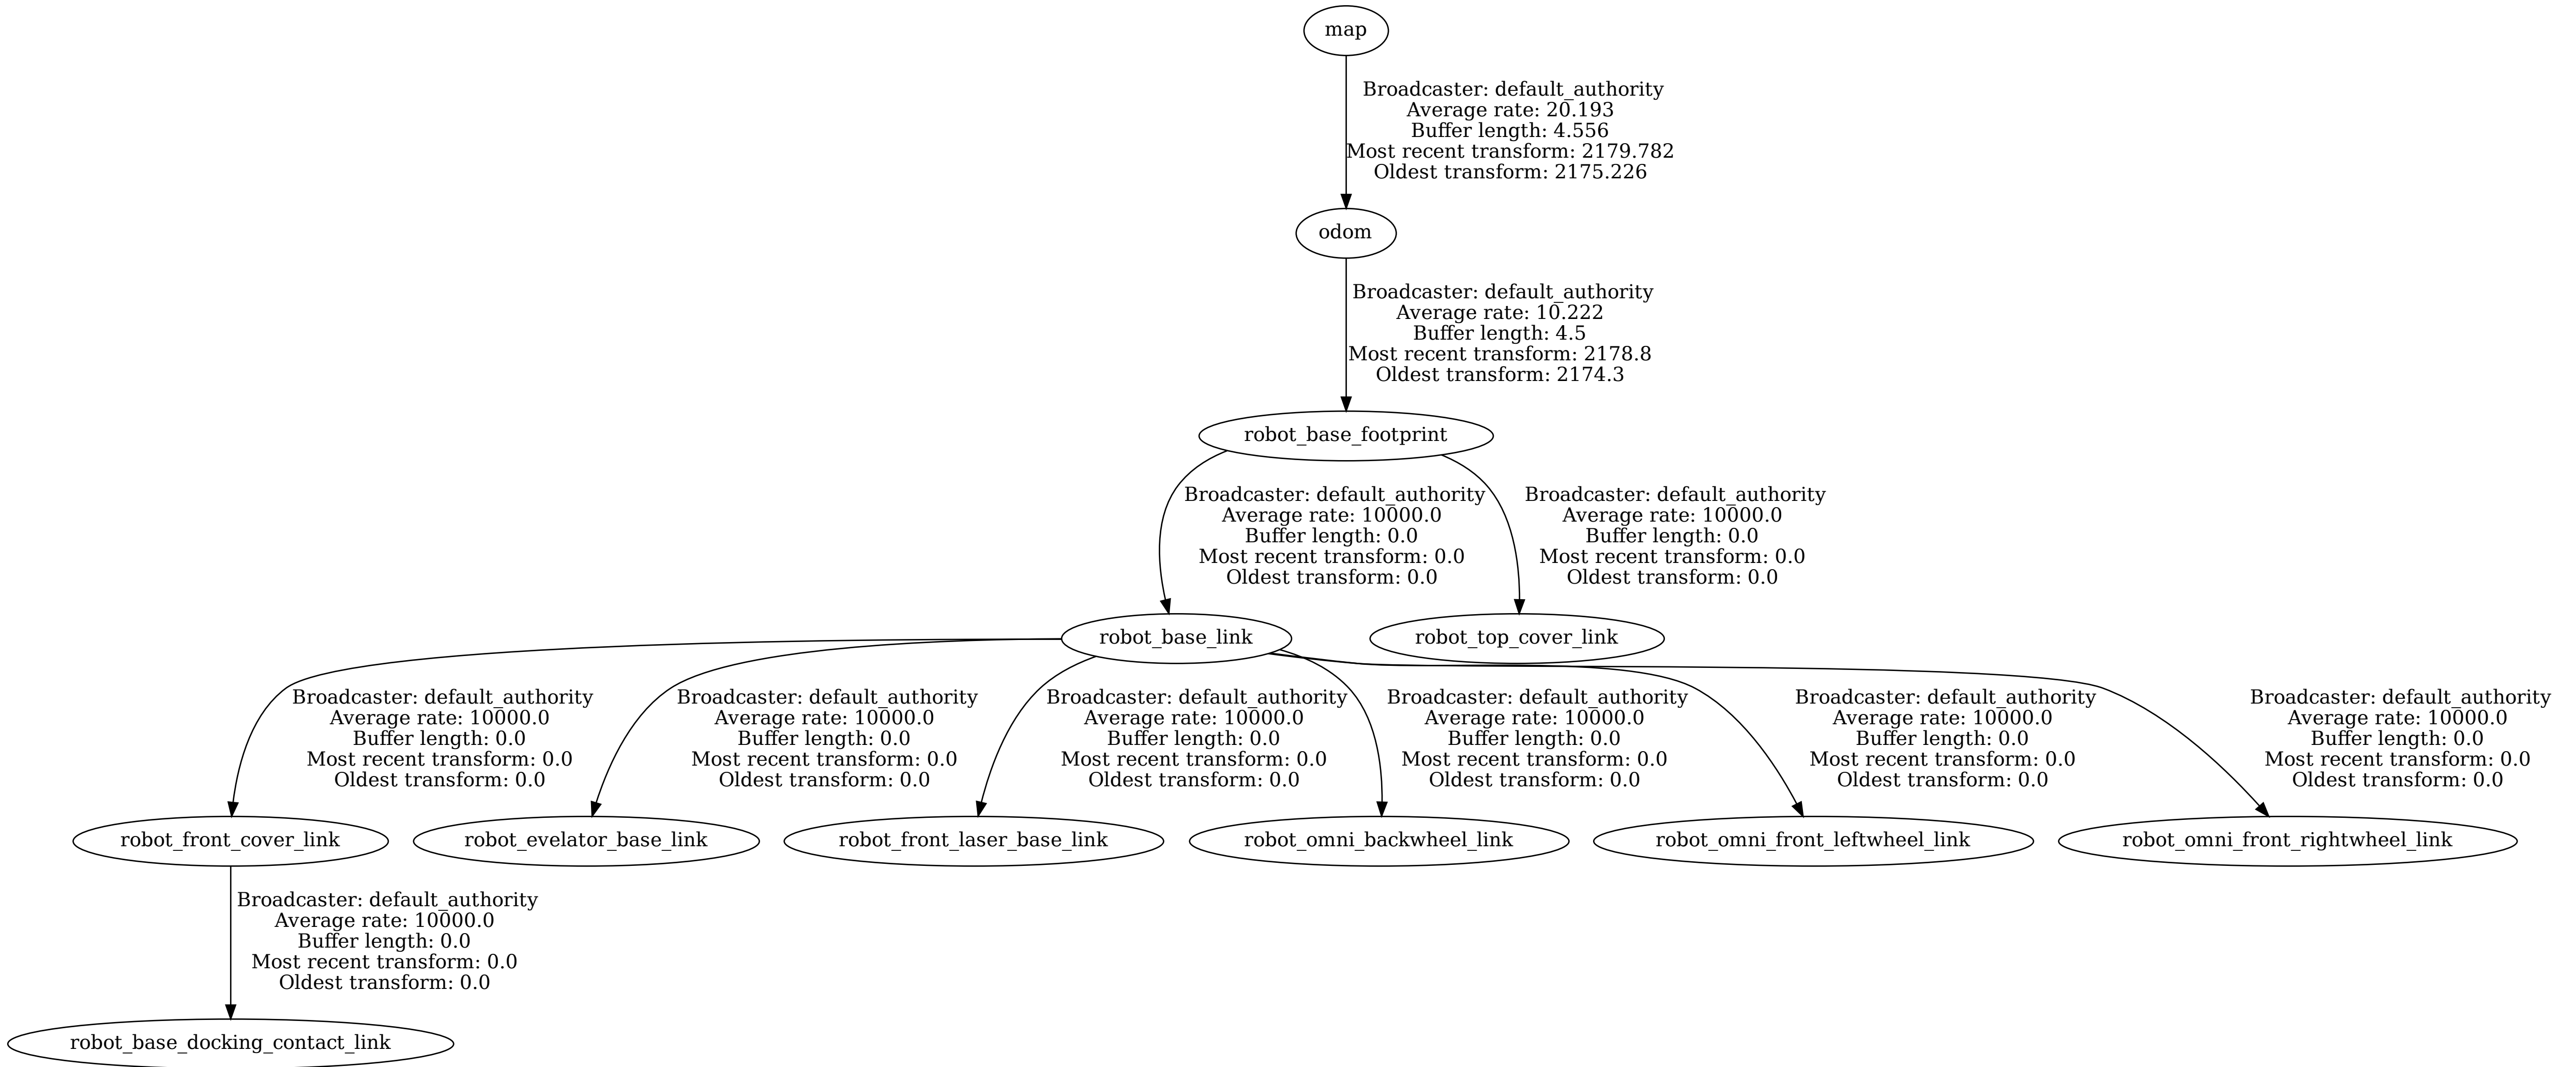 map
Broadcaster: default_authority
Average rate: 20.193
Buffer length: 4.556
Most recent transform: 2179.782
Oldest transform: 2175.226
odom
Broadcaster: default_authority
Average rate: 10.222
Buffer length: 4.5
Most recent transform: 2178.8
Oldest transform: 2174.3
robot_base_footprint
Broadcaster: default_authority
Average rate: 10000.0
Buffer length: 0.0
Most recent transform: 0.0
Oldest transform: 0.0
Broadcaster: default_authority
Average rate: 10000.0
Buffer length: 0.0
Most recent transform: 0.0
Oldest transform: 0.0
robot_base_link
robot_top_cover_link
Broadcaster: default_authority
Average rate: 10000.0
Buffer length: 0.0
Most recent transform: 0.0
Oldest transform: 0.0
Broadcaster: default_authority
Average rate: 10000.0
Buffer length: 0.0
Most recent transform: 0.0
Oldest transform: 0.0
Broadcaster: default_authority
Average rate: 10000.0
Buffer length: 0.0
Most recent transform: 0.0
Oldest transform: 0.0
Broadcaster: default_authority
Average rate: 10000.0
Buffer length: 0.0
Most recent transform: 0.0
Oldest transform: 0.0
Broadcaster: default_authority
Average rate: 10000.0
Buffer length: 0.0
Most recent transform: 0.0
Oldest transform: 0.0
Broadcaster: default_authority
Average rate: 10000.0
Buffer length: 0.0
Most recent transform: 0.0
Oldest transform: 0.0
robot_front_cover_link
robot_evelator_base_link
robot_front_laser_base_link
robot_omni_backwheel_link
robot_omni_front_leftwheel_link
robot_omni_front_rightwheel_link
Broadcaster: default_authority
Average rate: 10000.0
Buffer length: 0.0
Most recent transform: 0.0
Oldest transform: 0.0
robot_base_docking_contact_link